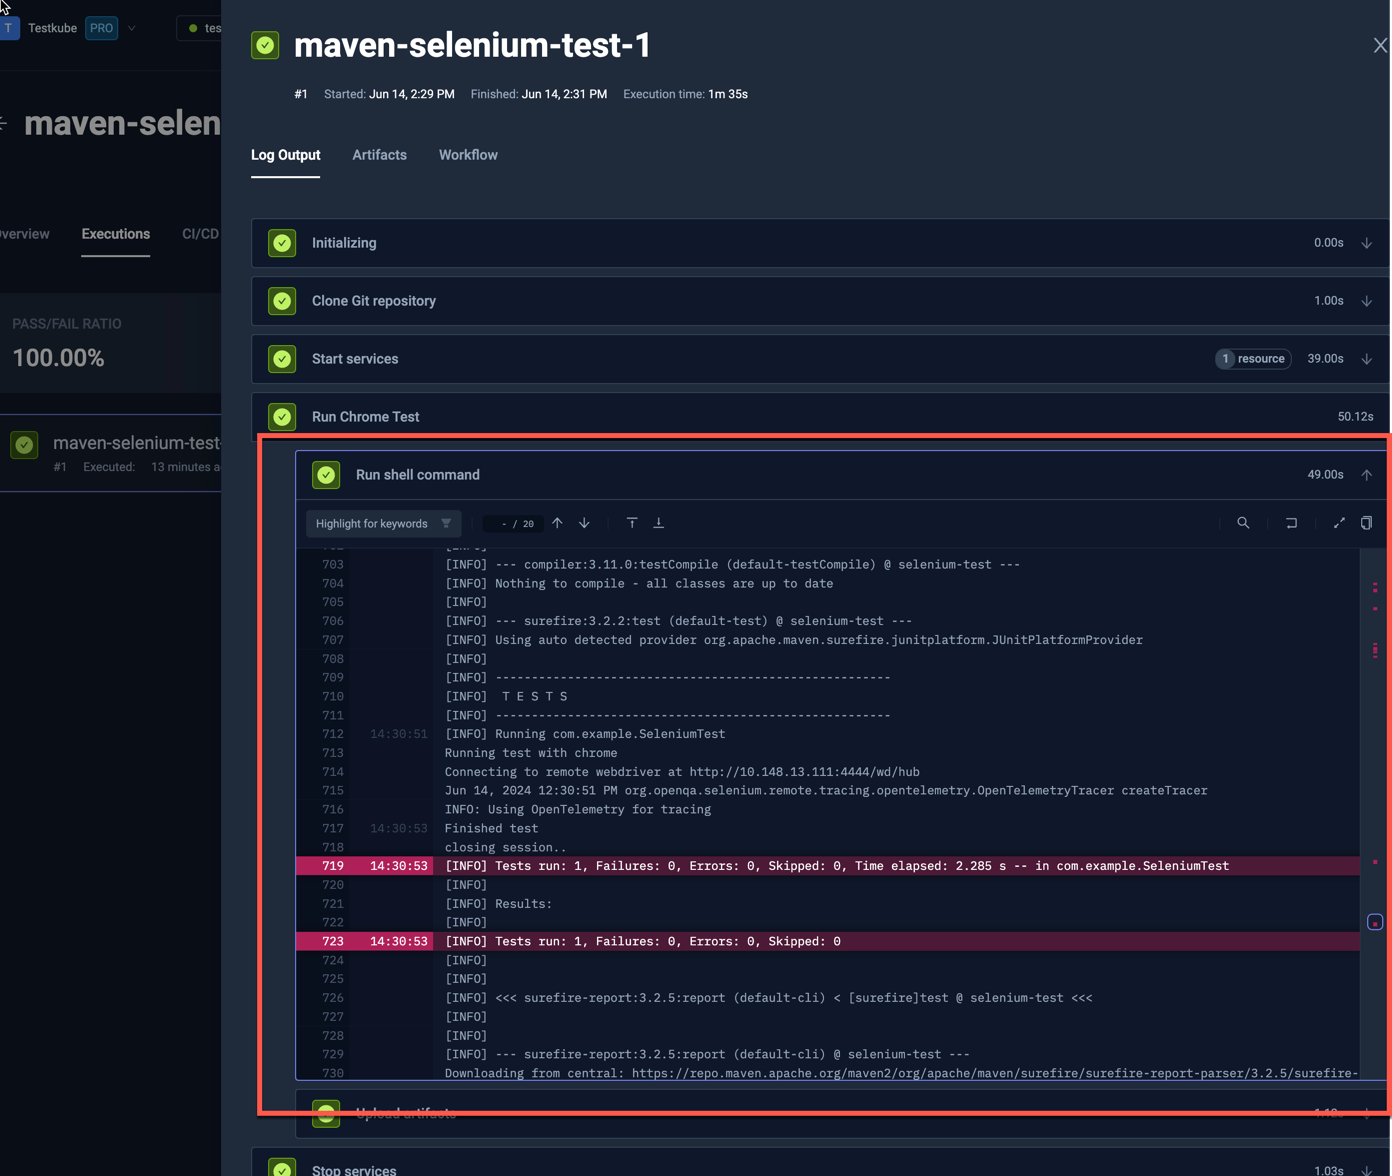 T Testkube PRO tes
maven-selen
verview Executions CI/CD
PASS/FAIL RATIO
100.00%
maven-selenium-test-
#1 Executed: 13 minutes a
maven-selenium-test-1
#1 Started: Jun 14, 2:29 PM Finished: Jun 14, 2:31 PM Execution time: 1m 35s
Log Output Artifacts Workflow
Initializing 0.00s
Clone Git repository 1.00s
Start services 1 resource 39.00s
Run Chrome Test 50.12s
Run shell command 49.00s
Highlight for keywords - / 20
703 [INFO] --- compiler:3.11.0:testCompile (default-testCompile) @ selenium-test ---
704 [INFO] Nothing to compile - all classes are up to date
705 [INFO]
706 [INFO] --- surefire:3.2.2:test (default-test) @ selenium-test ---
707 [INFO] Using auto detected provider org.apache.maven.surefire.junitplatform.JUnitPlatformProvider
708 [INFO]
709 [INFO] -------------------------------------------------------
710 [INFO]  T E S T S
711 [INFO] -------------------------------------------------------
712 14:30:51 [INFO] Running com.example.SeleniumTest
713 Running test with chrome
714 Connecting to remote webdriver at http://10.148.13.111:4444/wd/hub
715 Jun 14, 2024 12:30:51 PM org.openqa.selenium.remote.tracing.opentelemetry.OpenTelemetryTracer createTracer
716 INFO: Using OpenTelemetry for tracing
717 14:30:53 Finished test
718 closing session..
719 14:30:53 [INFO] Tests run: 1, Failures: 0, Errors: 0, Skipped: 0, Time elapsed: 2.285 s -- in com.example.SeleniumTest
720 [INFO]
721 [INFO] Results:
722 [INFO]
723 14:30:53 [INFO] Tests run: 1, Failures: 0, Errors: 0, Skipped: 0
724 [INFO]
725 [INFO]
726 [INFO] <<< surefire-report:3.2.5:report (default-cli) < [surefire]test @ selenium-test <<<
727 [INFO]
728 [INFO]
729 [INFO] --- surefire-report:3.2.5:report (default-cli) @ selenium-test ---
730 Downloading from central: https://repo.maven.apache.org/maven2/org/apache/maven/surefire/surefire-report-parser/3.2.5/surefire-
Upload artifacts
Stop services 1.03s